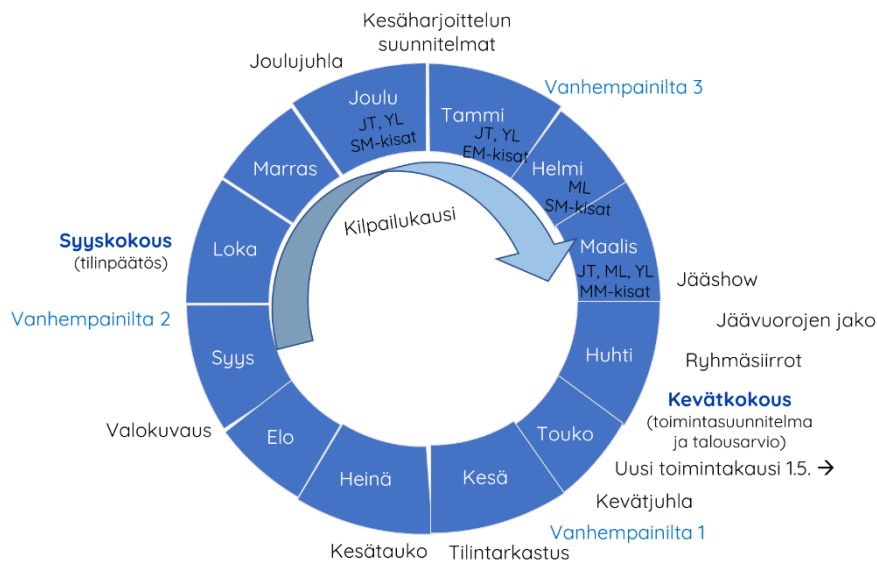 Kesäharjoittelun
suunnitelmat
Joulujuhla
Vanhempainilta 3
Joulu
JT, YL
SM-kisat
Tammi
JT, YL
EM-kisat
Helmi
ML
SM-kisat
Marras
Kilpailukausi
Loka
Syyskokous
(tilinpäätös)
Maalis
JT, ML, YL
MM-kisat
Jääshow
Vanhempainilta 2
Jäävuorojen jako
Syys
Huhti
Ryhmäsiirrot
Kevätkokous
(toimintasuunnitelma
ja talousarvio)
Valokuvaus
Elo
Touko
Uusi toimintakausi 1.5. →
Heinä
Kesä
Kevätjuhla
Vanhempainilta 1
Kesätauko
Tilintarkastus